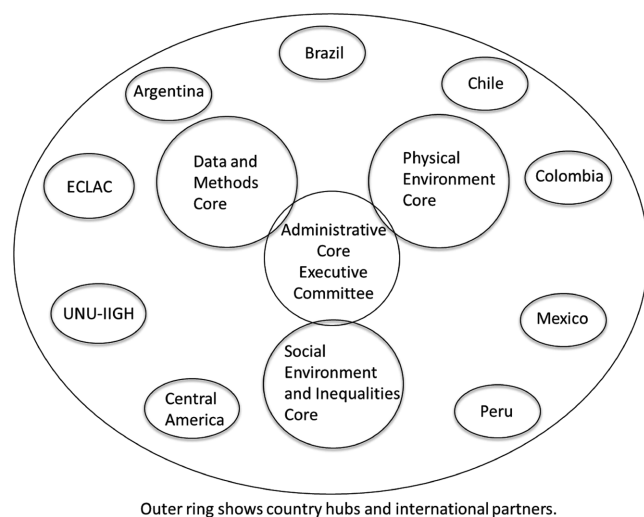 Brazil
Argentina
Chile
Data and
Methods
Core
Physical
Environment
Core
ECLAC
Colombia
Administrative
Core
Executive
Committee
UNU-IIGH
Mexico
Social
Environment
and Inequalities
Core
Central
America
Peru
Outer ring shows country hubs and international partners.